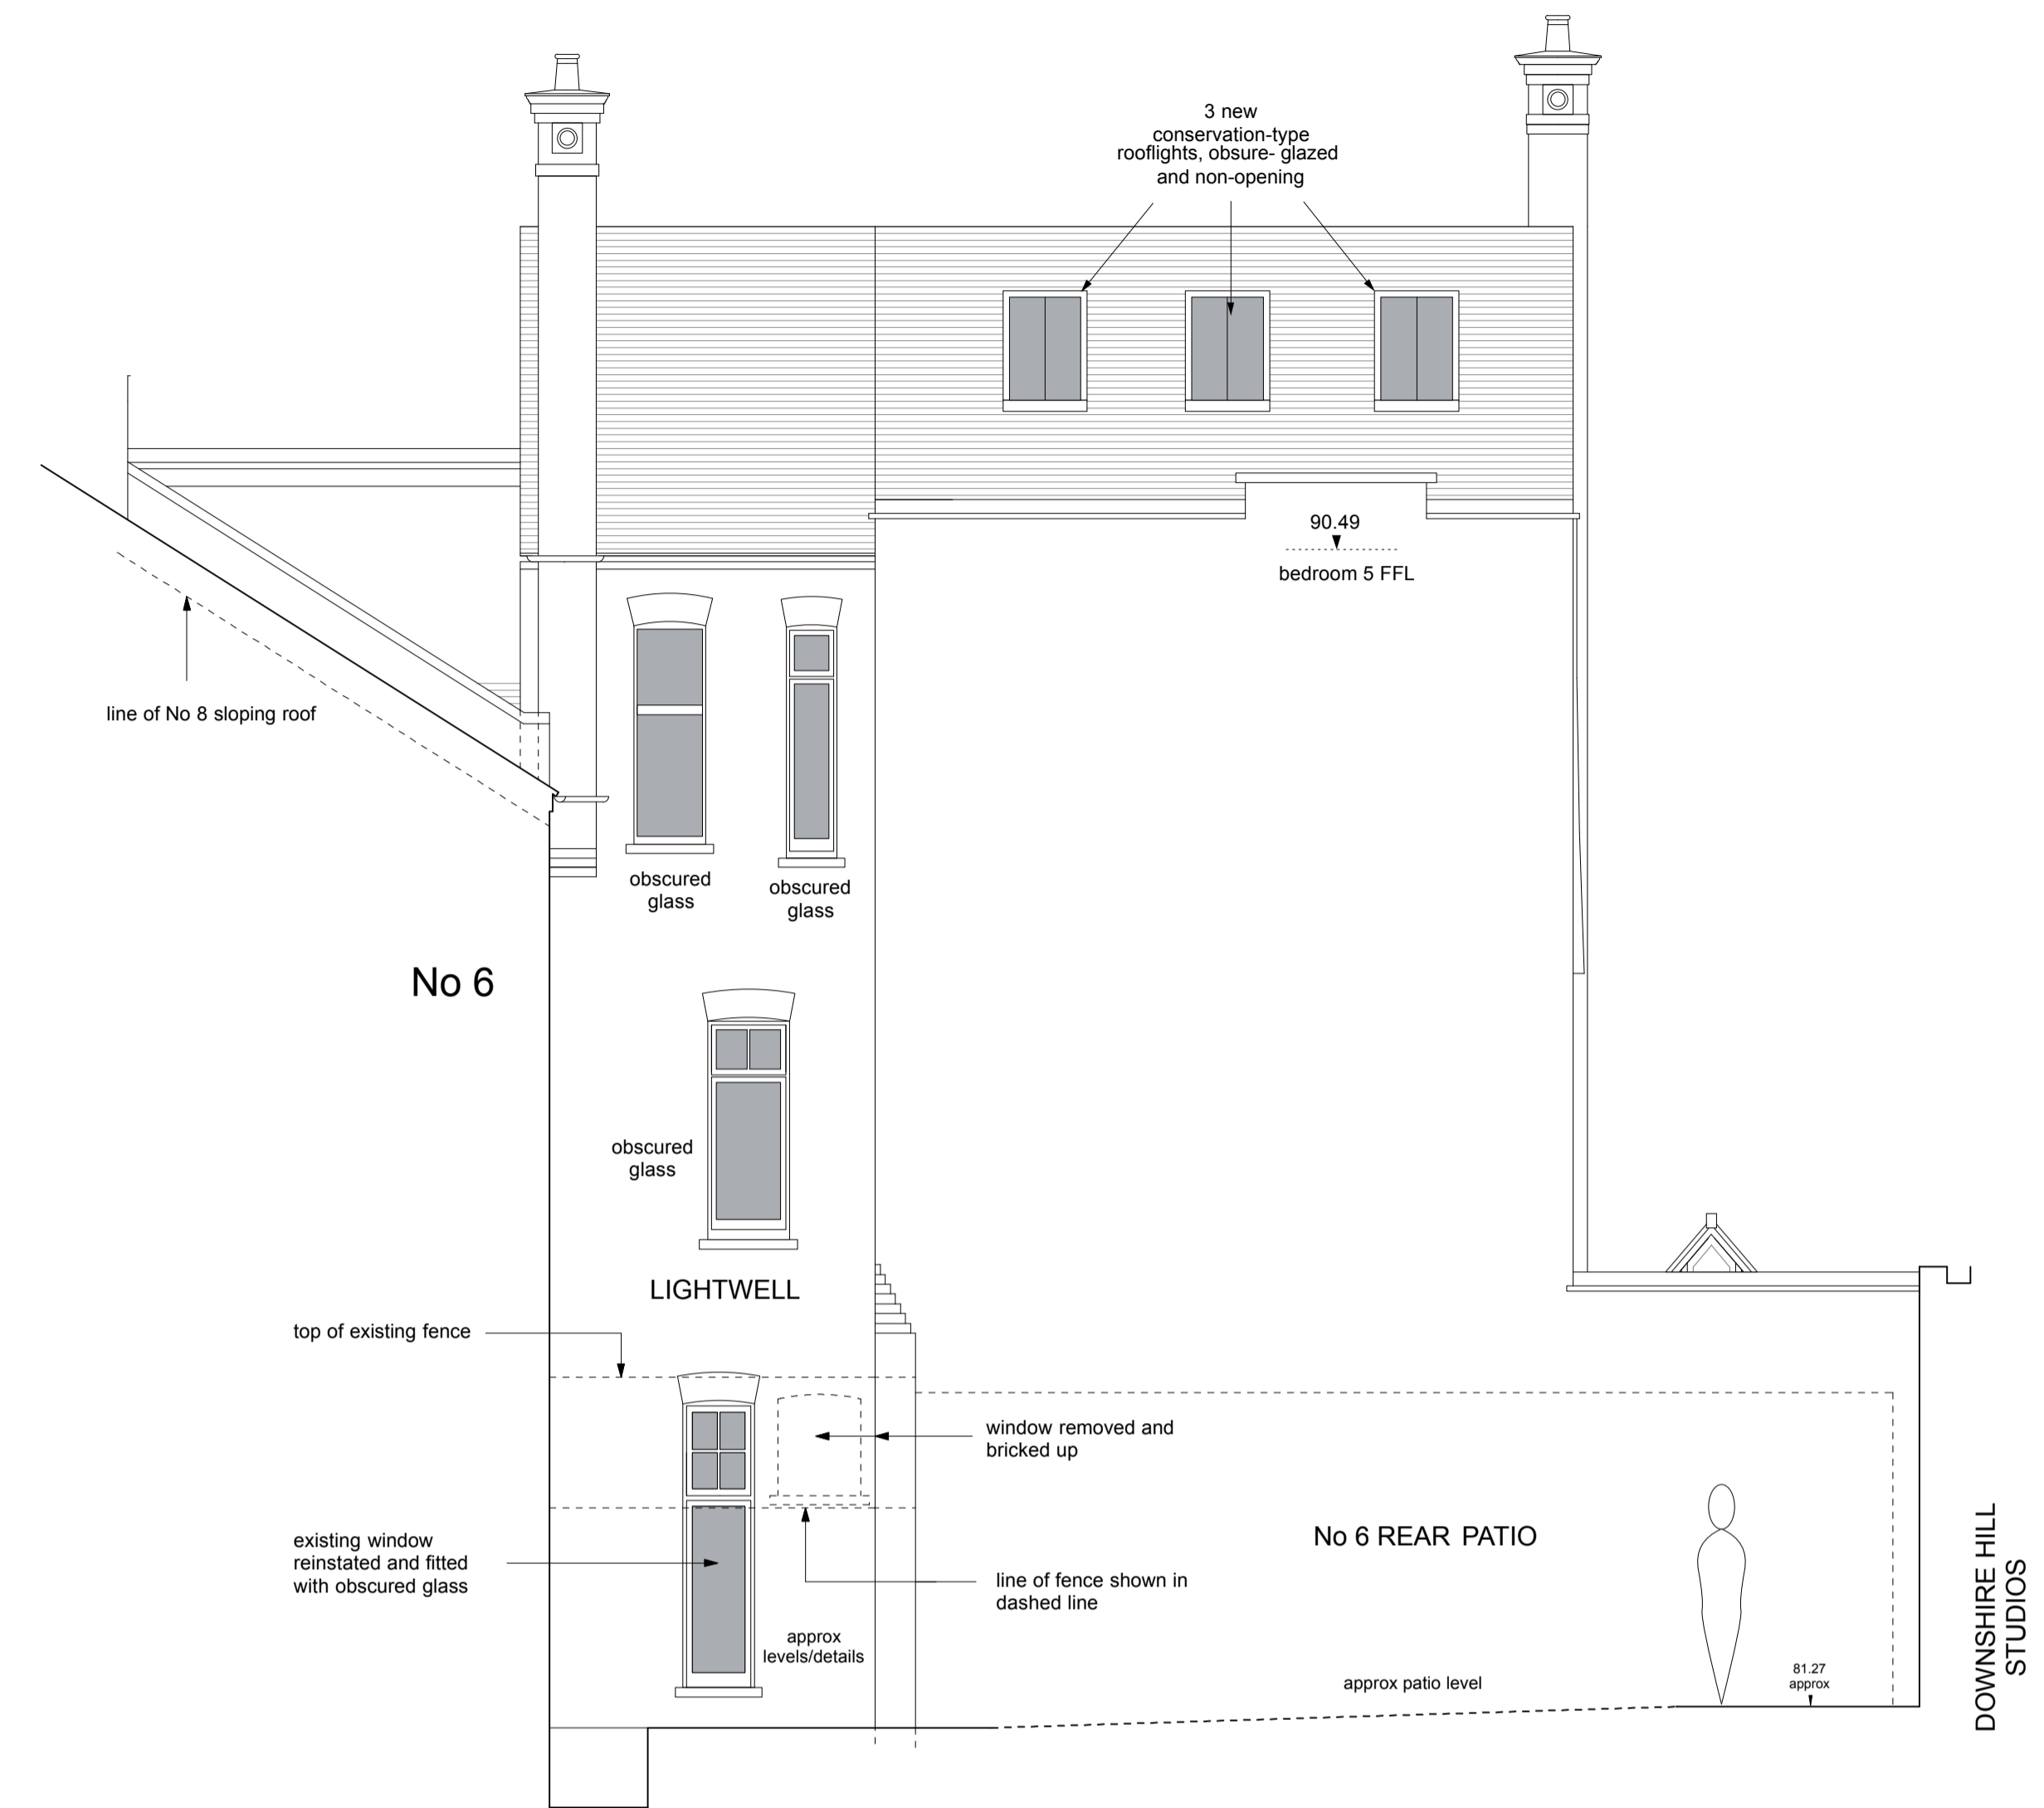 3 new
conservation-type
rooflights, obsure- glazed
and non-opening
90.49
bedroom 5 FFL
line of No 8 sloping roof
obscured
glass
obscured
glass
No 6
obscured
glass
LIGHTWELL
top of existing fence
window removed and
bricked up
existing window
reinstated and fitted
with obscured glass
line of fence shown in
dashed line
approx
levels/details
No 6 REAR PATIO
approx patio level
81.27
approx
DOWNSHIRE HILL
STUDIOS